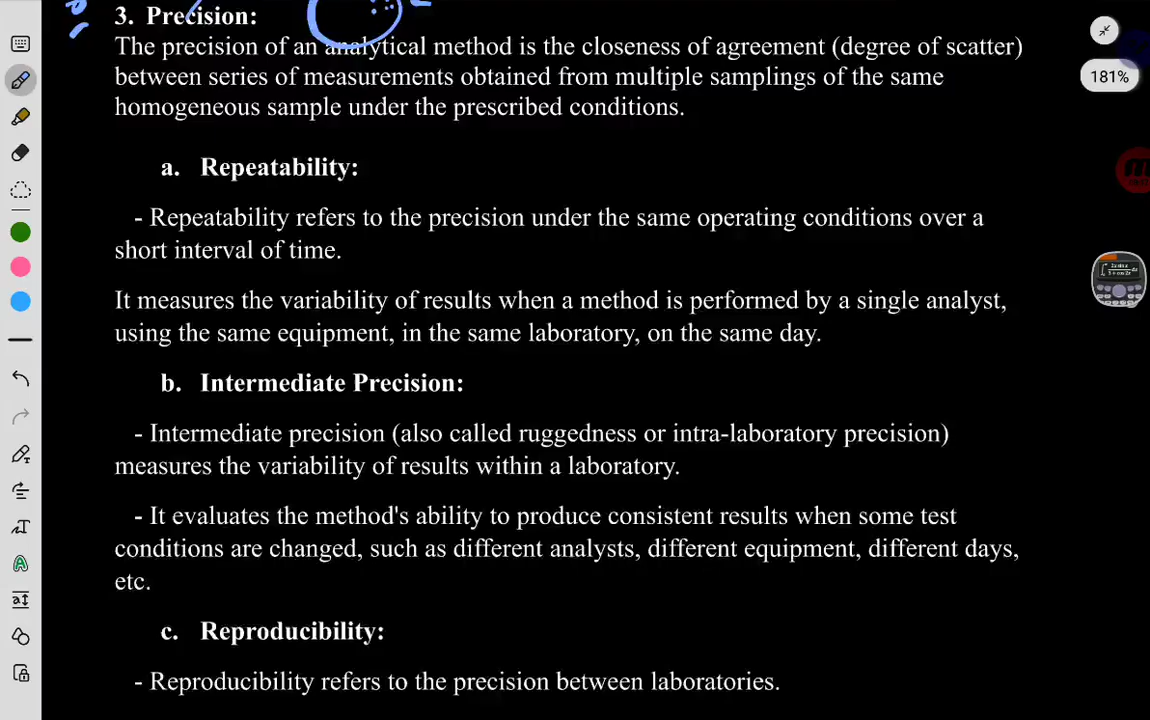 3. Precision:
The precision of an analytical method is the closeness of agreement (degree of scatter)
between series of measurements obtained from multiple samplings of the same
homogeneous sample under the prescribed conditions.
181%
a. Repeatability:
- Repeatability refers to the precision under the same operating conditions over a
short interval of time.
It measures the variability of results when a method is performed by a single analyst,
using the same equipment, in the same laboratory, on the same day.
b. Intermediate Precision:
- Intermediate precision (also called ruggedness or intra-laboratory precision)
measures the variability of results within a laboratory.
- It evaluates the method's ability to produce consistent results when some test
conditions are changed, such as different analysts, different equipment, different days,
etc.
c. Reproducibility:
- Reproducibility refers to the precision between laboratories.